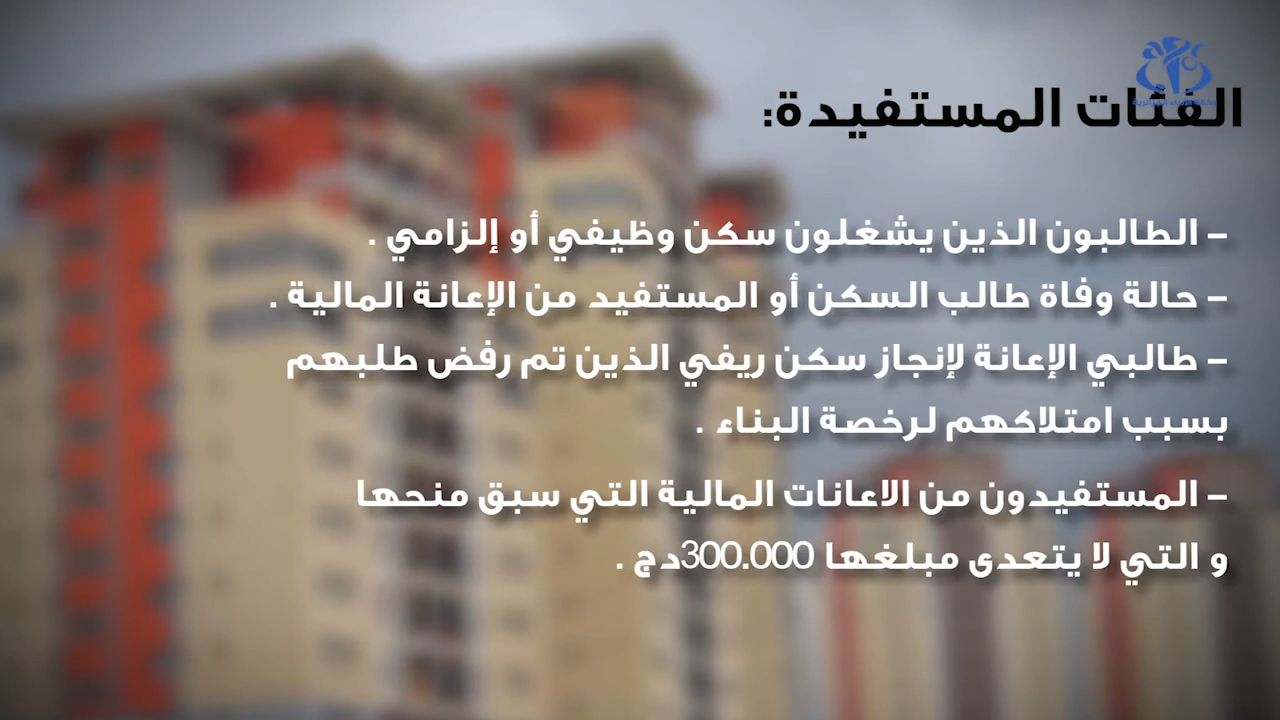 الفئات المستفيدة:
– الطالبون الذين يشغلون سكن وظيفي أو إلزامي .
– حالة وفاة طالب السكن أو المستفيد من الإعانة المالية .
– طالبي الإعانة لإنجاز سكن ريفي الذين تم رفض طلبهم
بسبب امتلاكهم لرخصة البناء .
– المستفيدون من الاعانات المالية التي سبق منحها
و التي لا يتعدى مبلغها 300.000دج .